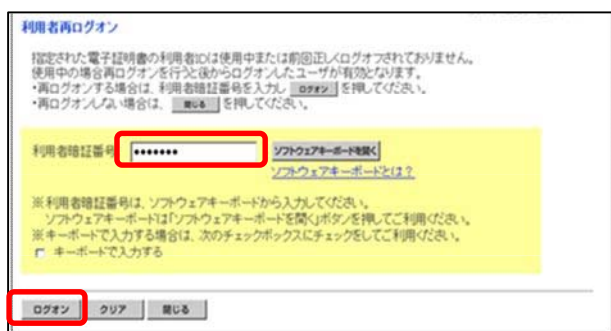 利用者再ログオン
指定された電子証明書の利用者IDは使用中または前回正しくログオフされておりません。
使用中の場合再ログオンを行うと後からログオンしたユーザが有効となります。
・再ログオンする場合は、利用者暗証番号を入力し ログオン を押してください。
・再ログオンしない場合は、 閉じる を押してください。
利用者暗証番号 ******* ソフトウェアキーボードを開く
ソフトウェアキーボードとは?
※利用者暗証番号は、ソフトウェアキーボードから入力してください。
ソフトウェアキーボードは「ソフトウェアキーボードを開く」ボタンを押してご利用ください。
※キーボードで入力する場合は、次のチェックボックスにチェックをしてご利用ください。
キーボードで入力する
ログオン クリア 閉じる